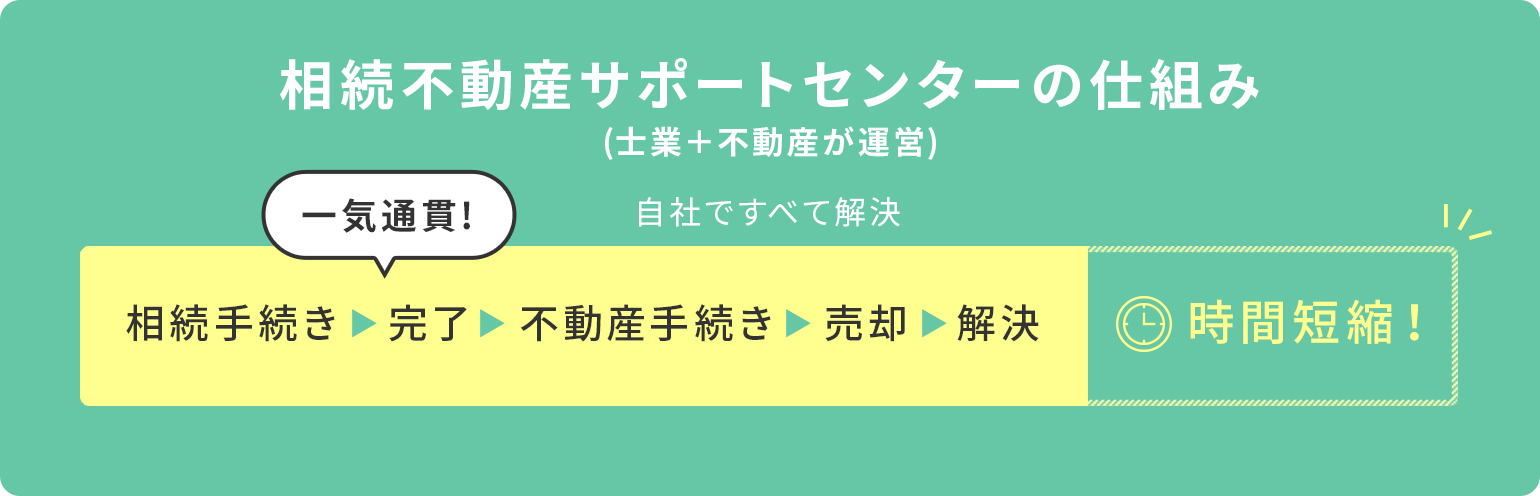 相続不動産サポートセンターの仕組み
(士業＋不動産が運営)
一気通貫!
自社ですべて解決
相続手続き▶完了▶不動産手続き▶売却▶解決
時間短縮！